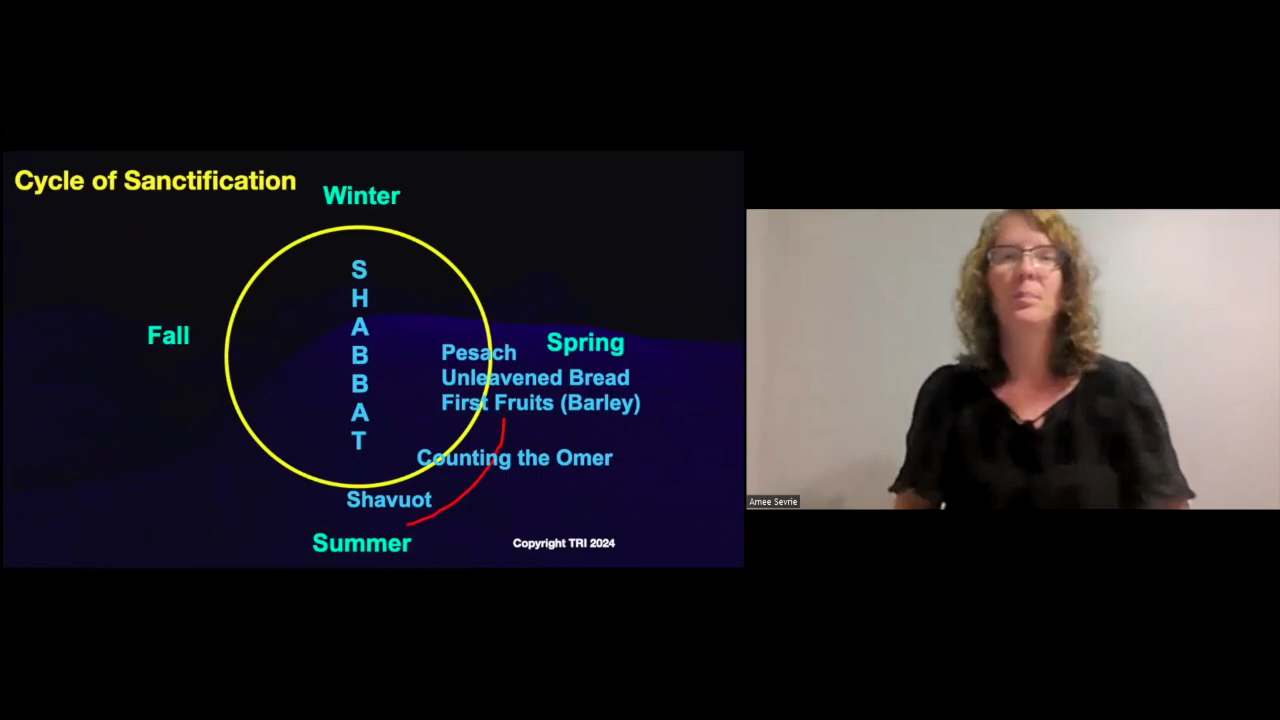 Cycle of Sanctification
Winter
S
H
A
B
B
A
T
Fall
Spring
Pesach
Unleavened Bread
First Fruits (Barley)
Counting the Omer
Shavuot
Summer
Copyright TRI 2024
Amee Sevrie